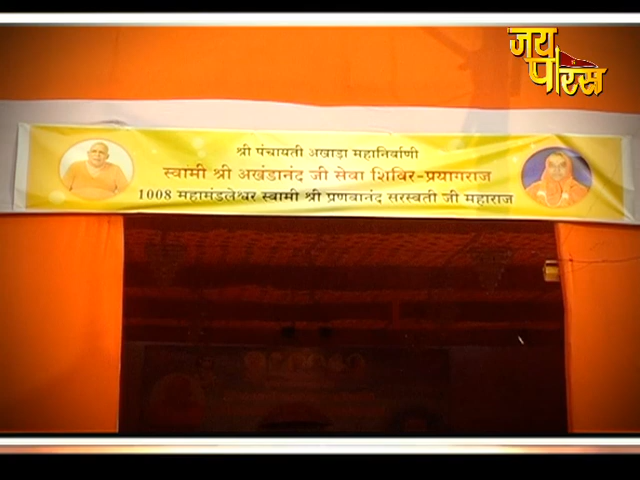 जय
पारस
श्री पंचायती अखाड़ा महानिर्वाणी
स्वामी श्री अखंडानंद जी सेवा शिविर-प्रयागराज
1008 महामंडलेश्वर स्वामी श्री प्रणवानंद सरस्वती जी महाराज